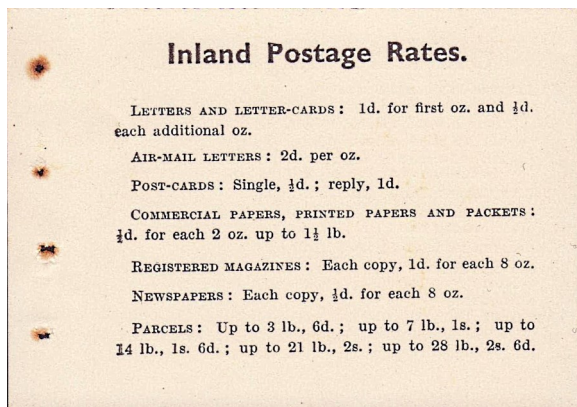 Inland Postage Rates.
LETTERS AND LETTER-CARDS: 1d. for first oz. and ½d.
each additional oz.
AIR-MAIL LETTERS: 2d. per oz.
POST-CARDS: Single, ½d.; reply, 1d.
COMMERCIAL PAPERS, PRINTED PAPERS AND PACKETS:
½d. for each 2 oz. up to 1½ lb.
REGISTERED MAGAZINES: Each copy, 1d. for each 8 oz.
NEWSPAPERS: Each copy, ½d. for each 8 oz.
PARCELS: Up to 3 lb., 6d.; up to 7 lb., 1s.; up to
14 lb., 1s. 6d.; up to 21 lb., 2s.; up to 28 lb., 2s. 6d.